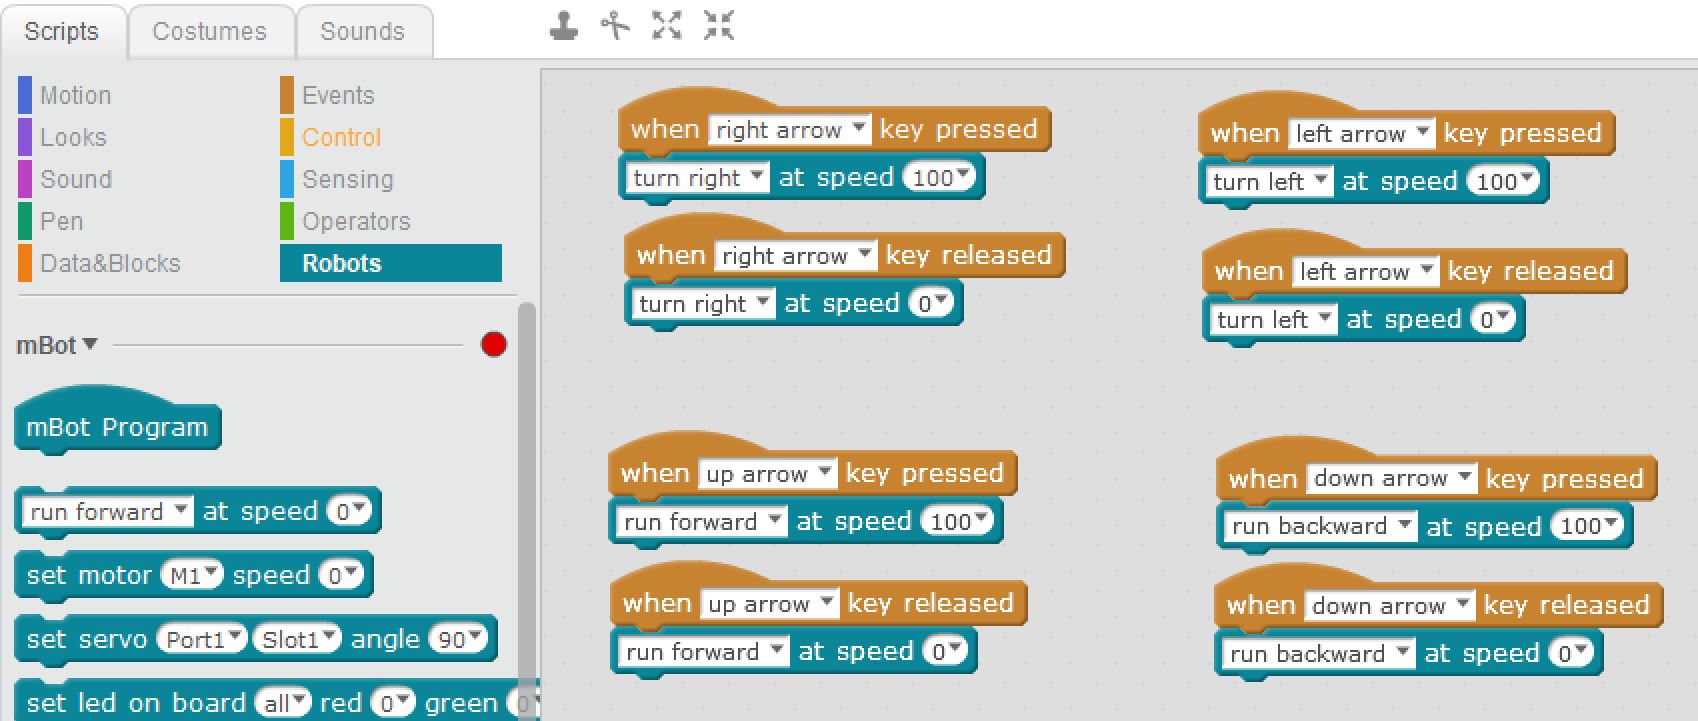 Scripts Costumes Sounds
Motion Events
Looks Control
Sound Sensing
Pen Operators
Data&Blocks Robots
mBot
mBot Program
run forward at speed 0
set motor M1 speed 0
set servo Port1 Slot1 angle 90
set led on board all red 0 green 0
when right arrow key pressed
turn right at speed 100
when right arrow key released
turn right at speed 0
when left arrow key pressed
turn left at speed 100
when left arrow key released
turn left at speed 0
when up arrow key pressed
run forward at speed 100
when up arrow key released
run forward at speed 0
when down arrow key pressed
run backward at speed 100
when down arrow key released
run backward at speed 0